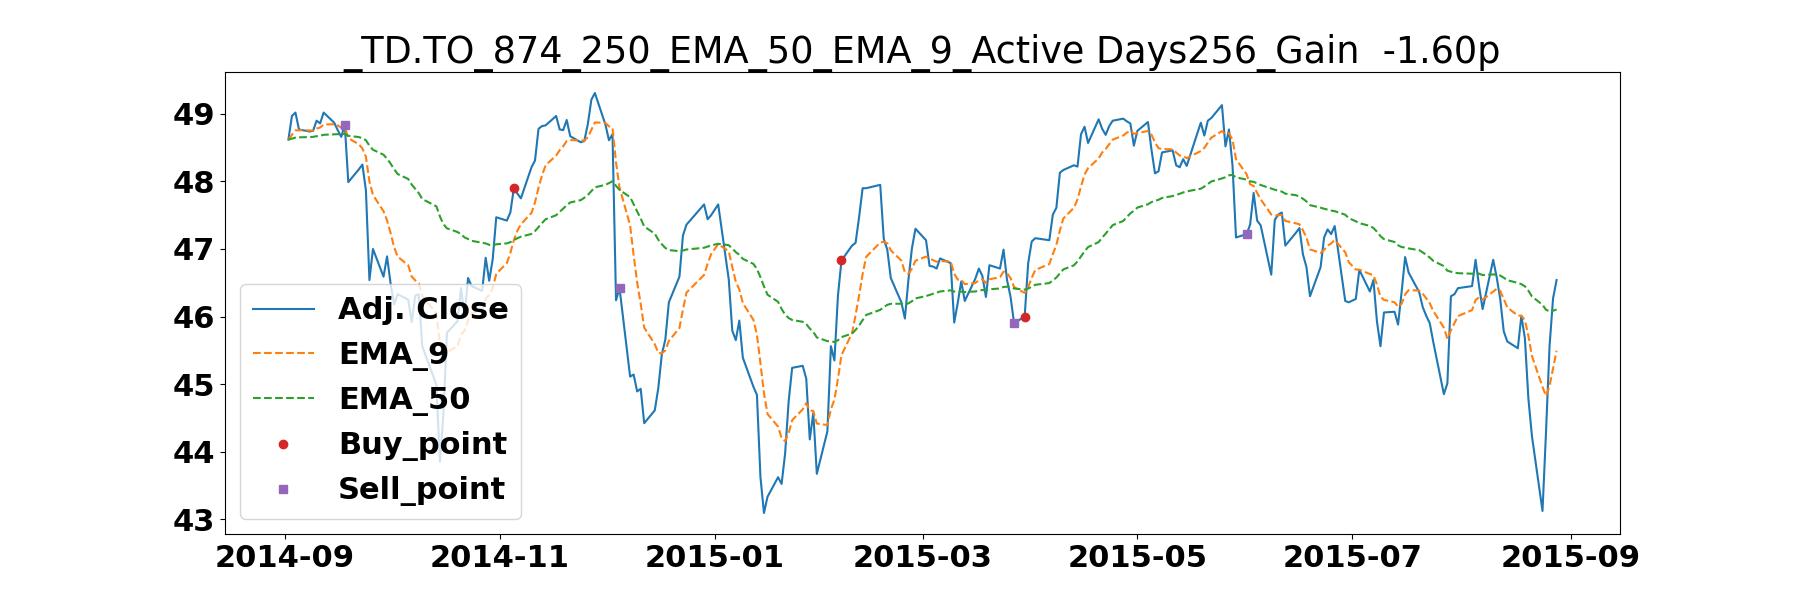 _TD.TO_874_250_EMA_50_EMA_9_Active Days256_Gain  -1.60p
49
48
47
46
45
44
43
Adj. Close
EMA_9
EMA_50
Buy_point
Sell_point
2014-09 2014-11 2015-01 2015-03 2015-05 2015-07 2015-09